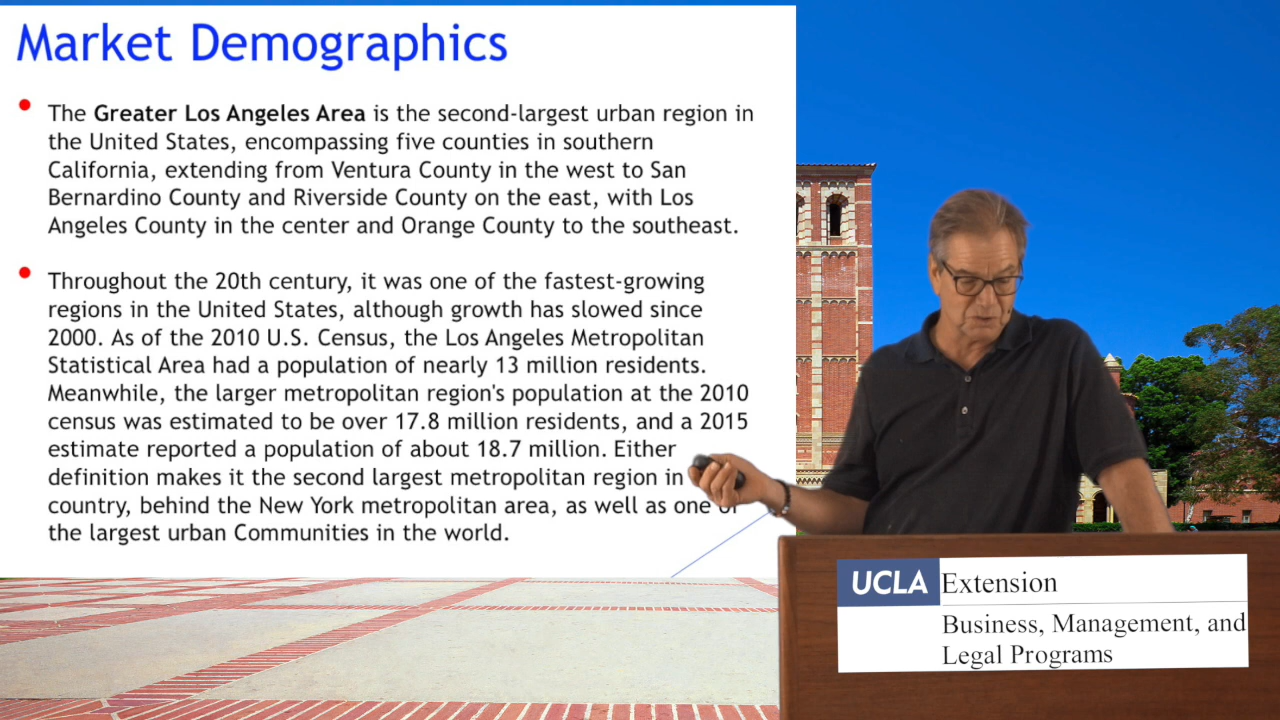 Market Demographics
The Greater Los Angeles Area is the second-largest urban region in
the United States, encompassing five counties in southern
California, extending from Ventura County in the west to San
Bernardino County and Riverside County on the east, with Los
Angeles County in the center and Orange County to the southeast.
Throughout the 20th century, it was one of the fastest-growing
regions in the United States, although growth has slowed since
2000. As of the 2010 U.S. Census, the Los Angeles Metropolitan
Statistical Area had a population of nearly 13 million residents.
Meanwhile, the larger metropolitan region's population at the 2010
census was estimated to be over 17.8 million residents, and a 2015
estimate reported a population of about 18.7 million. Either
definition makes it the second largest metropolitan region in
country, behind the New York metropolitan area, as well as one of
the largest urban Communities in the world.
UCLA Extension
Business, Management, and
Legal Programs